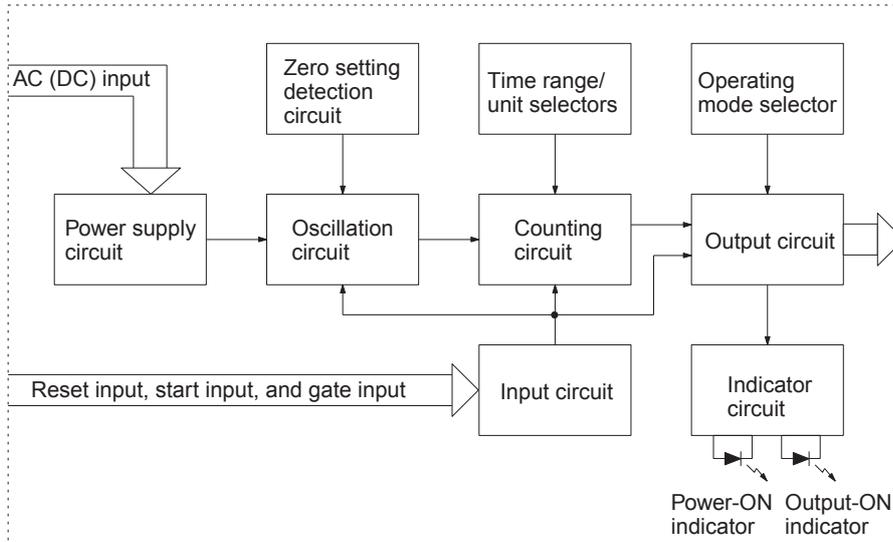 AC (DC) input
Zero setting
detection
circuit
Time range/
unit selectors
Operating
mode selector
Power supply
circuit
Oscillation
circuit
Counting
circuit
Output circuit
Reset input, start input, and gate input
Input circuit
Indicator
circuit
Power-ON
indicator
Output-ON
indicator